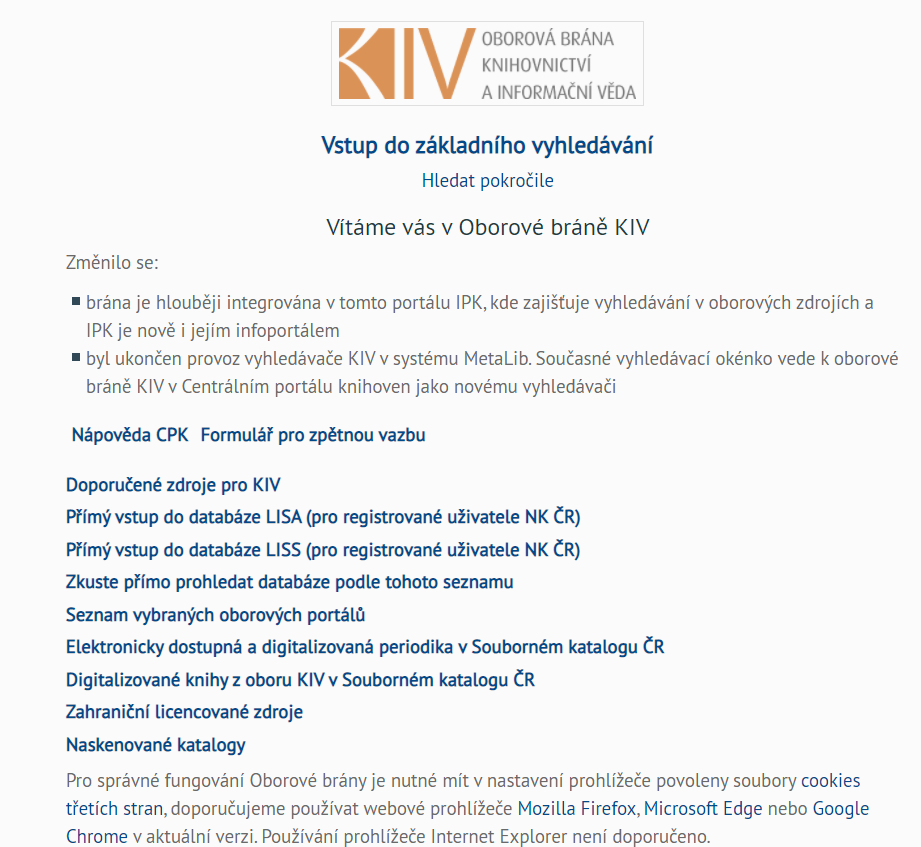 KIV OBOROVÁ BRÁNA
KNIHOVNICTVÍ
A INFORMAČNÍ VĚDA
Vstup do základního vyhledávání
Hledat pokročile
Vítáme vás v Oborové bráně KIV
Změnilo se:
brána je hlouběji integrována v tomto portálu IPK, kde zajišťuje vyhledávání v oborových zdrojích a
IPK je nově i jejím infoportálem
byl ukončen provoz vyhledávače KIV v systému MetaLib. Současné vyhledávací okénko vede k oborové
bráně KIV v Centrálním portálu knihoven jako novému vyhledávači
Nápověda CPK Formulář pro zpětnou vazbu
Doporučené zdroje pro KIV
Přímý vstup do databáze LISA (pro registrované uživatele NK ČR)
Přímý vstup do databáze LISS (pro registrované uživatele NK ČR)
Zkuste přímo prohledat databáze podle tohoto seznamu
Seznam vybraných oborových portálů
Elektronicky dostupná a digitalizovaná periodika v Souborném katalogu ČR
Digitalizované knihy z oboru KIV v Souborném katalogu ČR
Zahraniční licencované zdroje
Naskenované katalogy
Pro správné fungování Oborové brány je nutné mít v nastavení prohlížeče povoleny soubory cookies
třetích stran, doporučujeme používat webové prohlížeče Mozilla Firefox, Microsoft Edge nebo Google
Chrome v aktuální verzi. Používání prohlížeče Internet Explorer není doporučeno.